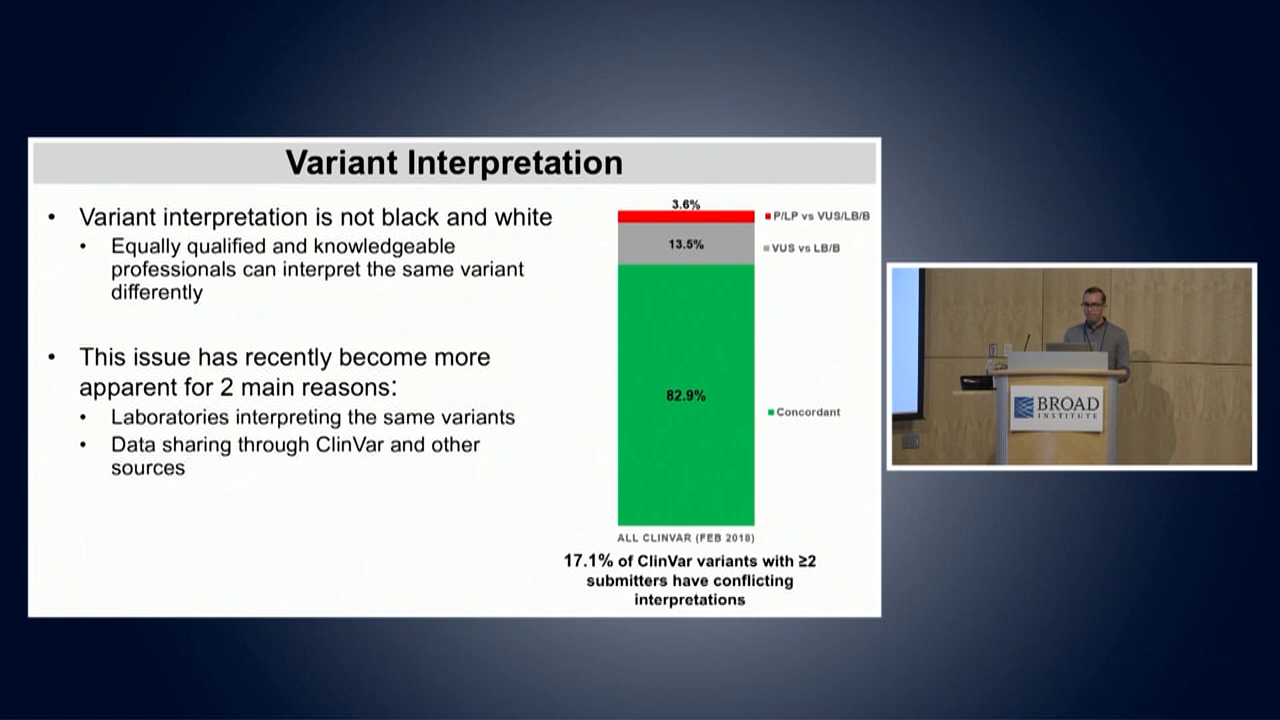 Variant Interpretation
• Variant interpretation is not black and white
• Equally qualified and knowledgeable
professionals can interpret the same variant
differently
• This issue has recently become more
apparent for 2 main reasons:
• Laboratories interpreting the same variants
• Data sharing through ClinVar and other
sources
3.6%
P/LP vs VUS/LB/B
13.5%
VUS vs LB/B
82.9%
Concordant
ALL CLINVAR (FEB 2018)
17.1% of ClinVar variants with ≥2
submitters have conflicting
interpretations
BROAD
INSTITUTE